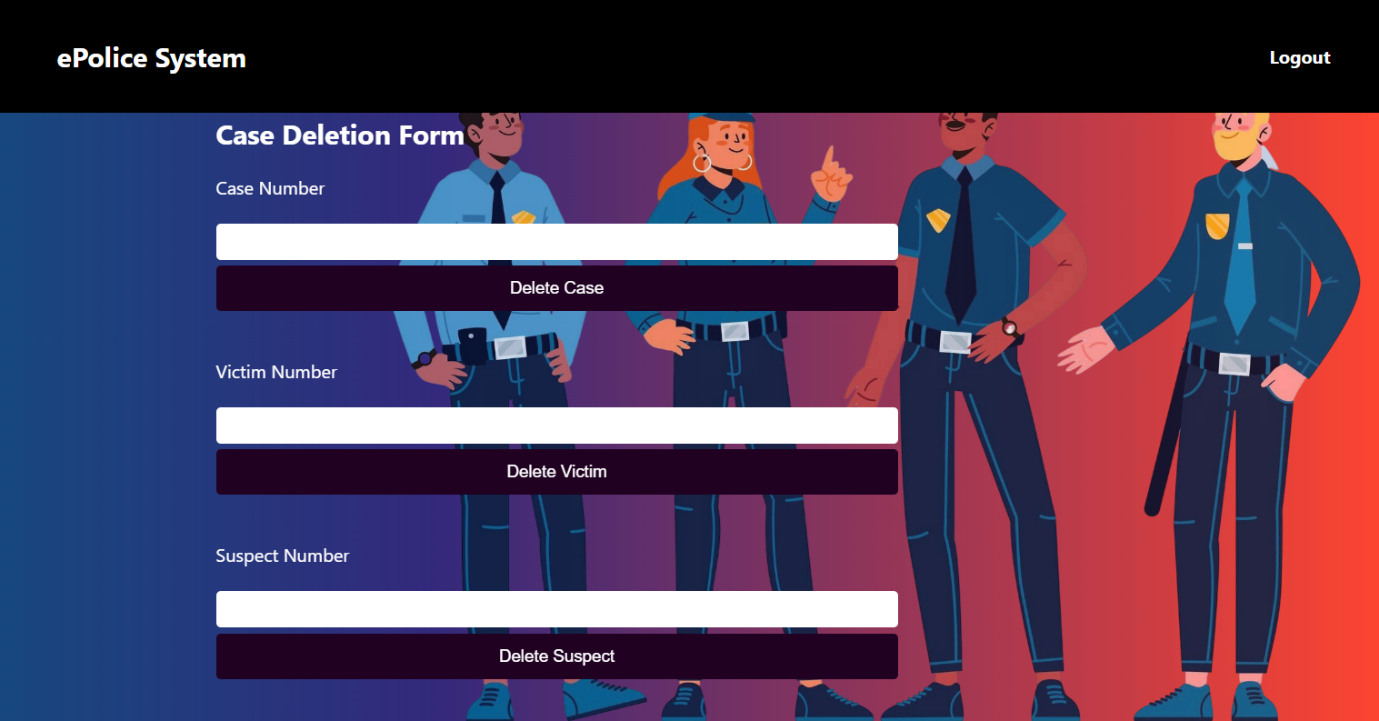 ePolice System
Logout
Case Deletion Form
Case Number
Delete Case
Victim Number
Delete Victim
Suspect Number
Delete Suspect